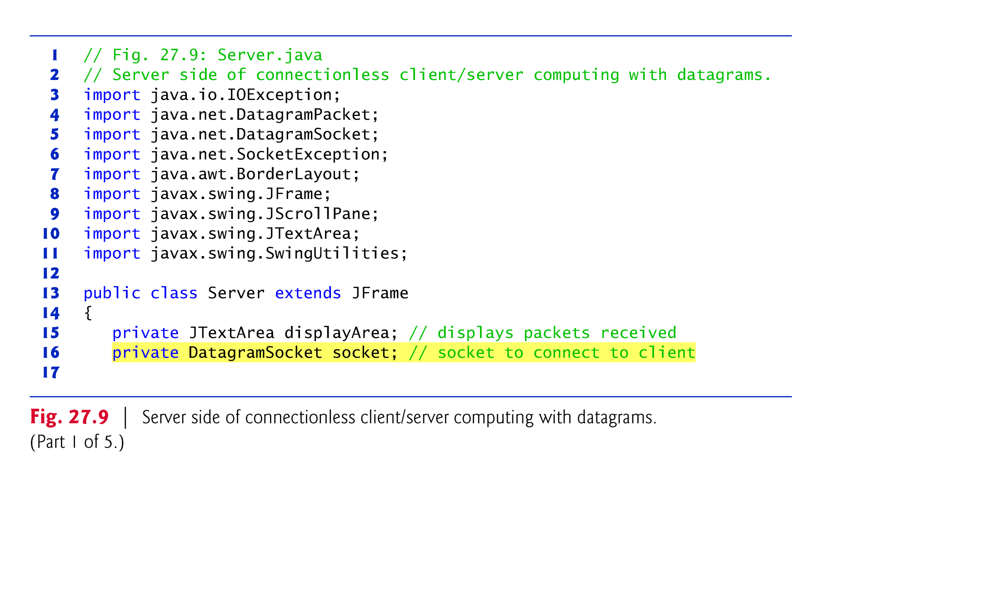 1 // Fig. 27.9: Server.java
2 // Server side of connectionless client/server computing with datagrams.
3 import java.io.IOException;
4 import java.net.DatagramPacket;
5 import java.net.DatagramSocket;
6 import java.net.SocketException;
7 import java.awt.BorderLayout;
8 import javax.swing.JFrame;
9 import javax.swing.JScrollPane;
10 import javax.swing.JTextArea;
11 import javax.swing.SwingUtilities;
12
13 public class Server extends JFrame
14 {
15    private JTextArea displayArea; // displays packets received
16    private DatagramSocket socket; // socket to connect to client
17
Fig. 27.9 | Server side of connectionless client/server computing with datagrams.
(Part 1 of 5.)